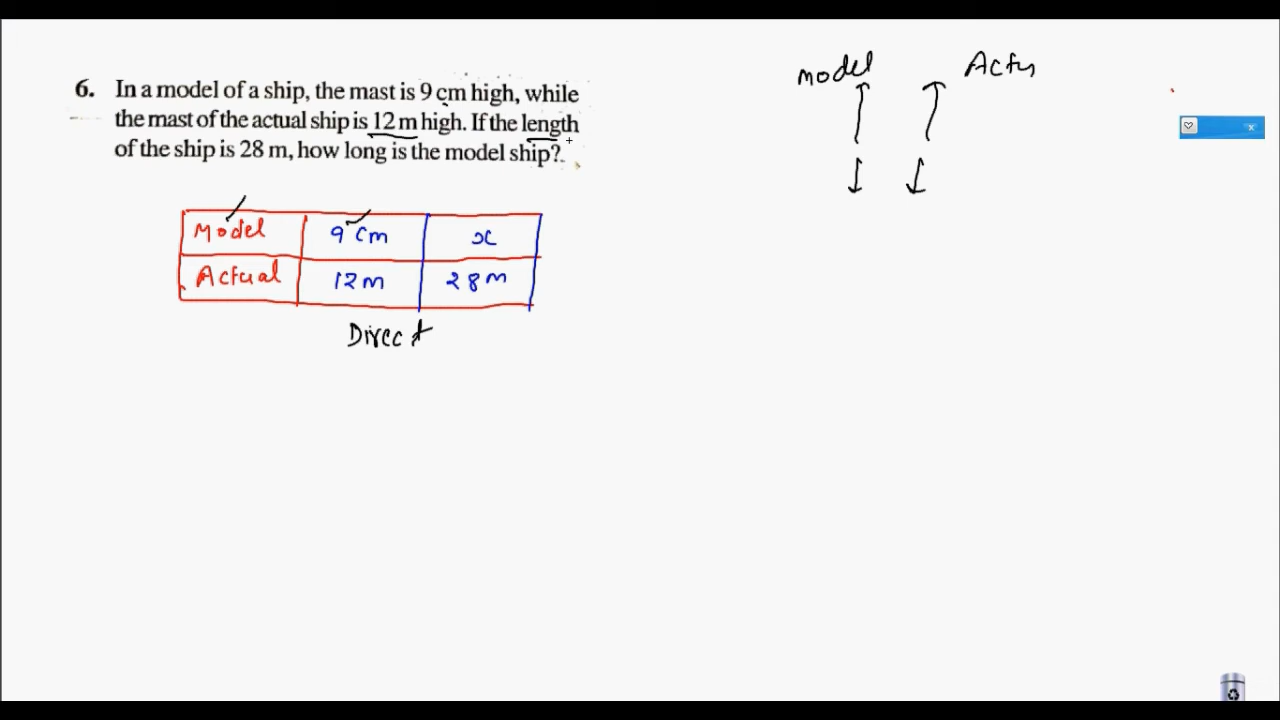 6. In a model of a ship, the mast is 9 cm high, while
the mast of the actual ship is 12 m high. If the length
of the ship is 28 m, how long is the model ship?
model Actu
Model 9 cm x
Actual 12 m 28 m
Direct